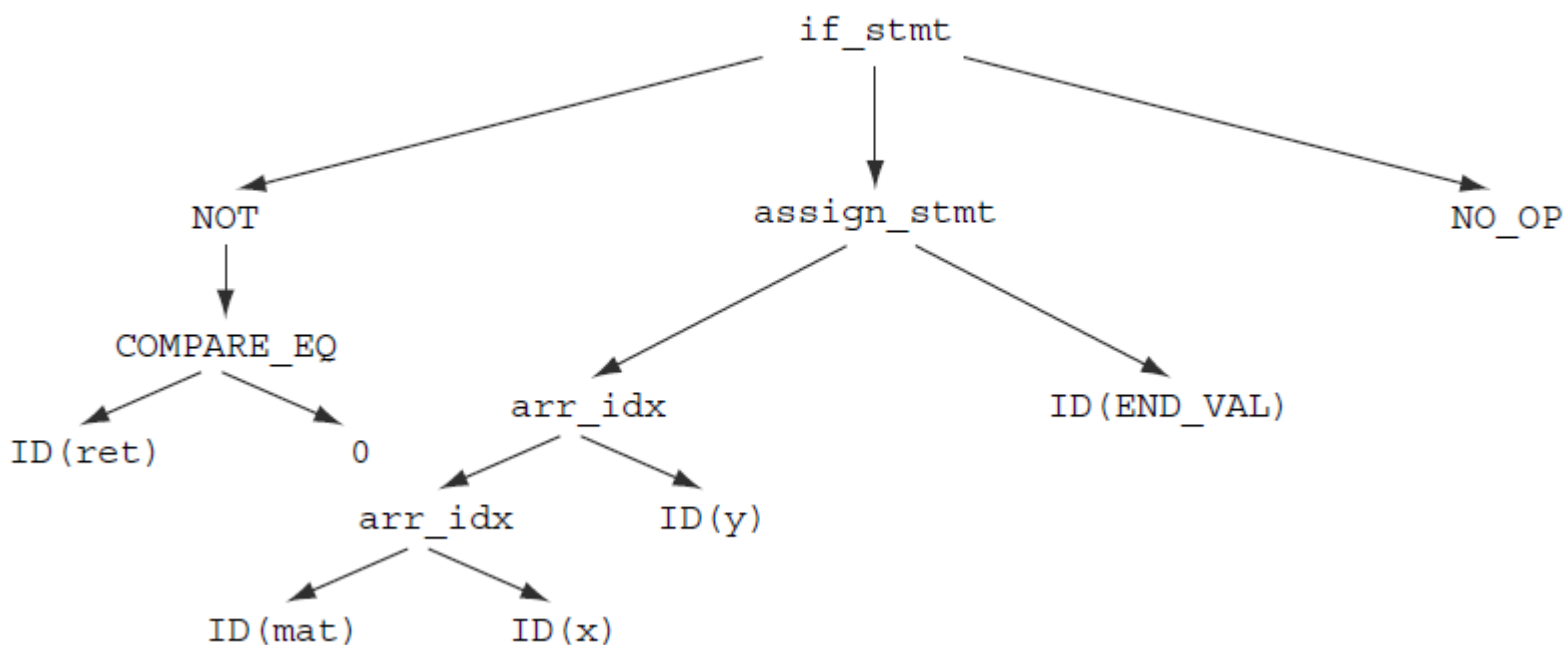 if_stmt
NOT assign_stmt NO_OP
COMPARE_EQ
arr_idx ID(END_VAL)
ID(ret) 0
arr_idx ID(y)
ID(mat) ID(x)